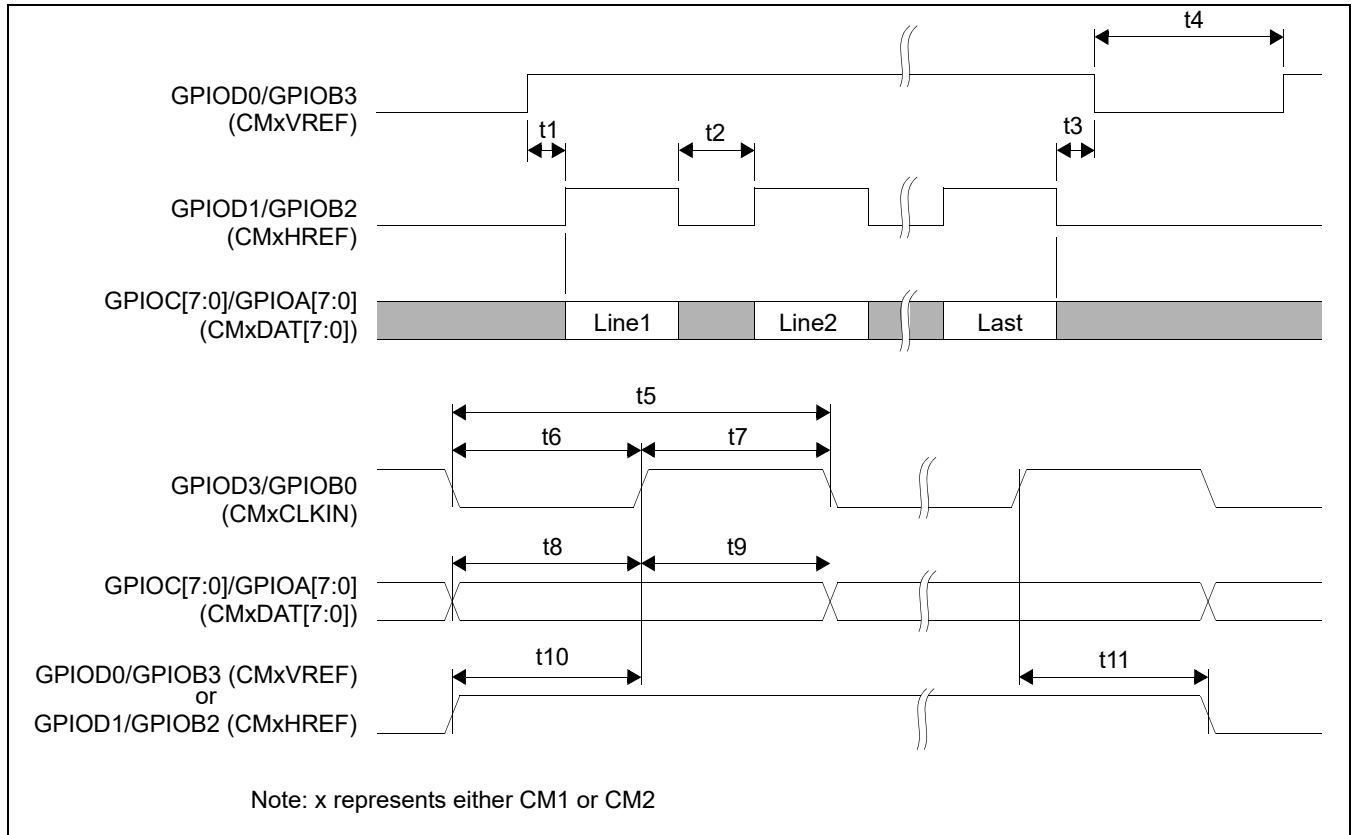 t4
GPIOD0/GPIOB3
(CMxVREF)
t1
t2
t3
GPIOD1/GPIOB2
(CMxHREF)
GPIOC[7:0]/GPIOA[7:0]
(CMxDAT[7:0])
Line1
Line2
Last
t5
t6
t7
GPIOD3/GPIOB0
(CMxCLKIN)
t8
t9
GPIOC[7:0]/GPIOA[7:0]
(CMxDAT[7:0])
t10
t11
GPIOD0/GPIOB3 (CMxVREF)
or
GPIOD1/GPIOB2 (CMxHREF)
Note: x represents either CM1 or CM2